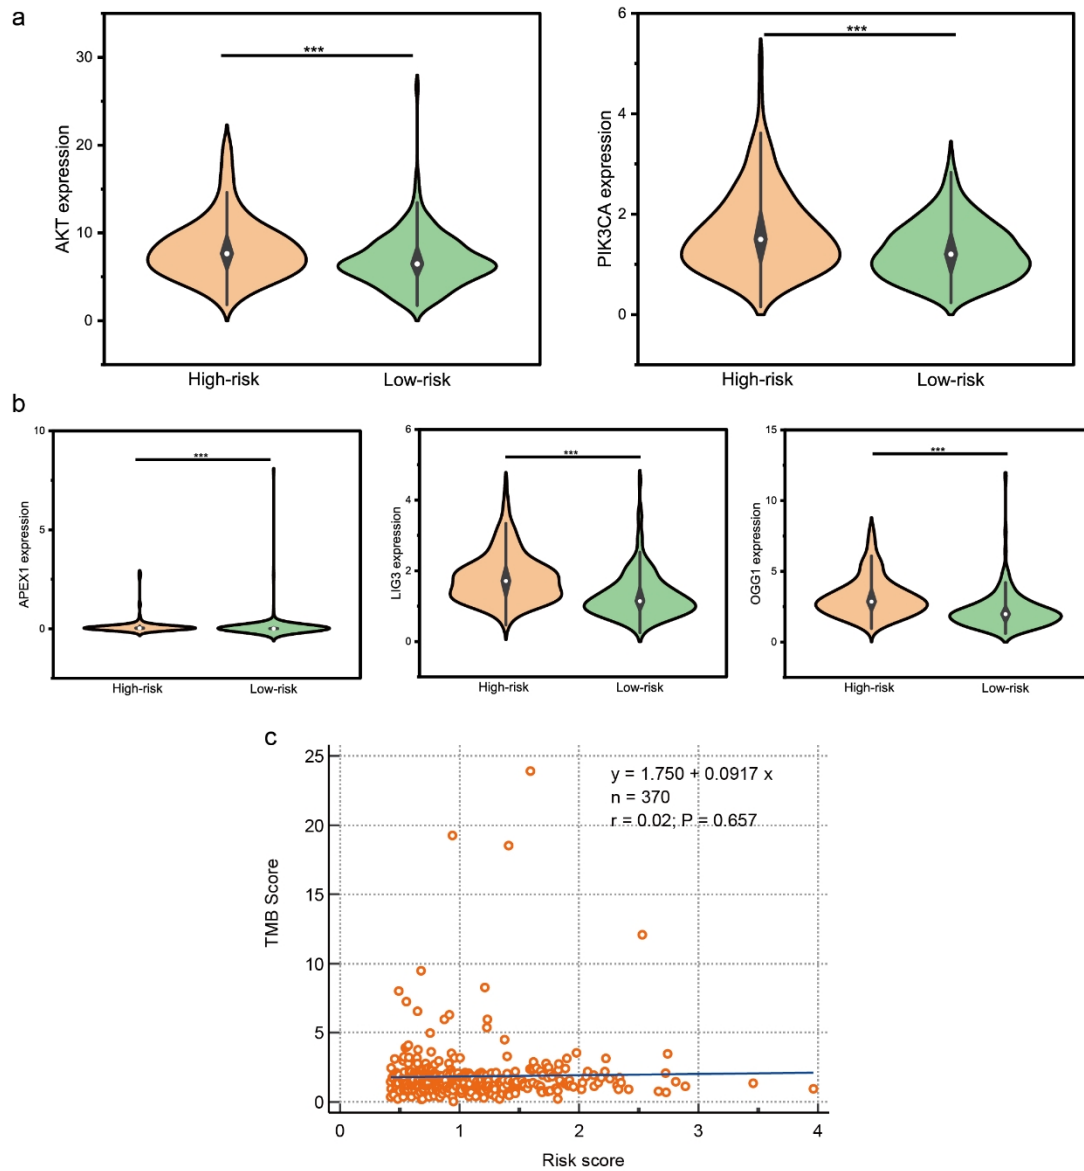 a
***
30
20
10
0
AKT expression
High-risk
Low-risk
***
6
4
2
0
PIK3CA expression
High-risk
Low-risk
b
***
10
5
0
APEX1 expression
High-risk
Low-risk
***
6
4
2
0
LIG3 expression
High-risk
Low-risk
***
15
10
5
0
OGG1 expression
High-risk
Low-risk
c
25
20
15
10
5
0
TMB Score
y = 1.750 + 0.0917 x
n = 370
r = 0.02; P = 0.657
0 1 2 3 4
Risk score